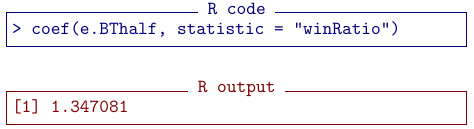 R code
> coef(e.BThalf, statistic = "winRatio")
R output
[1] 1.347081